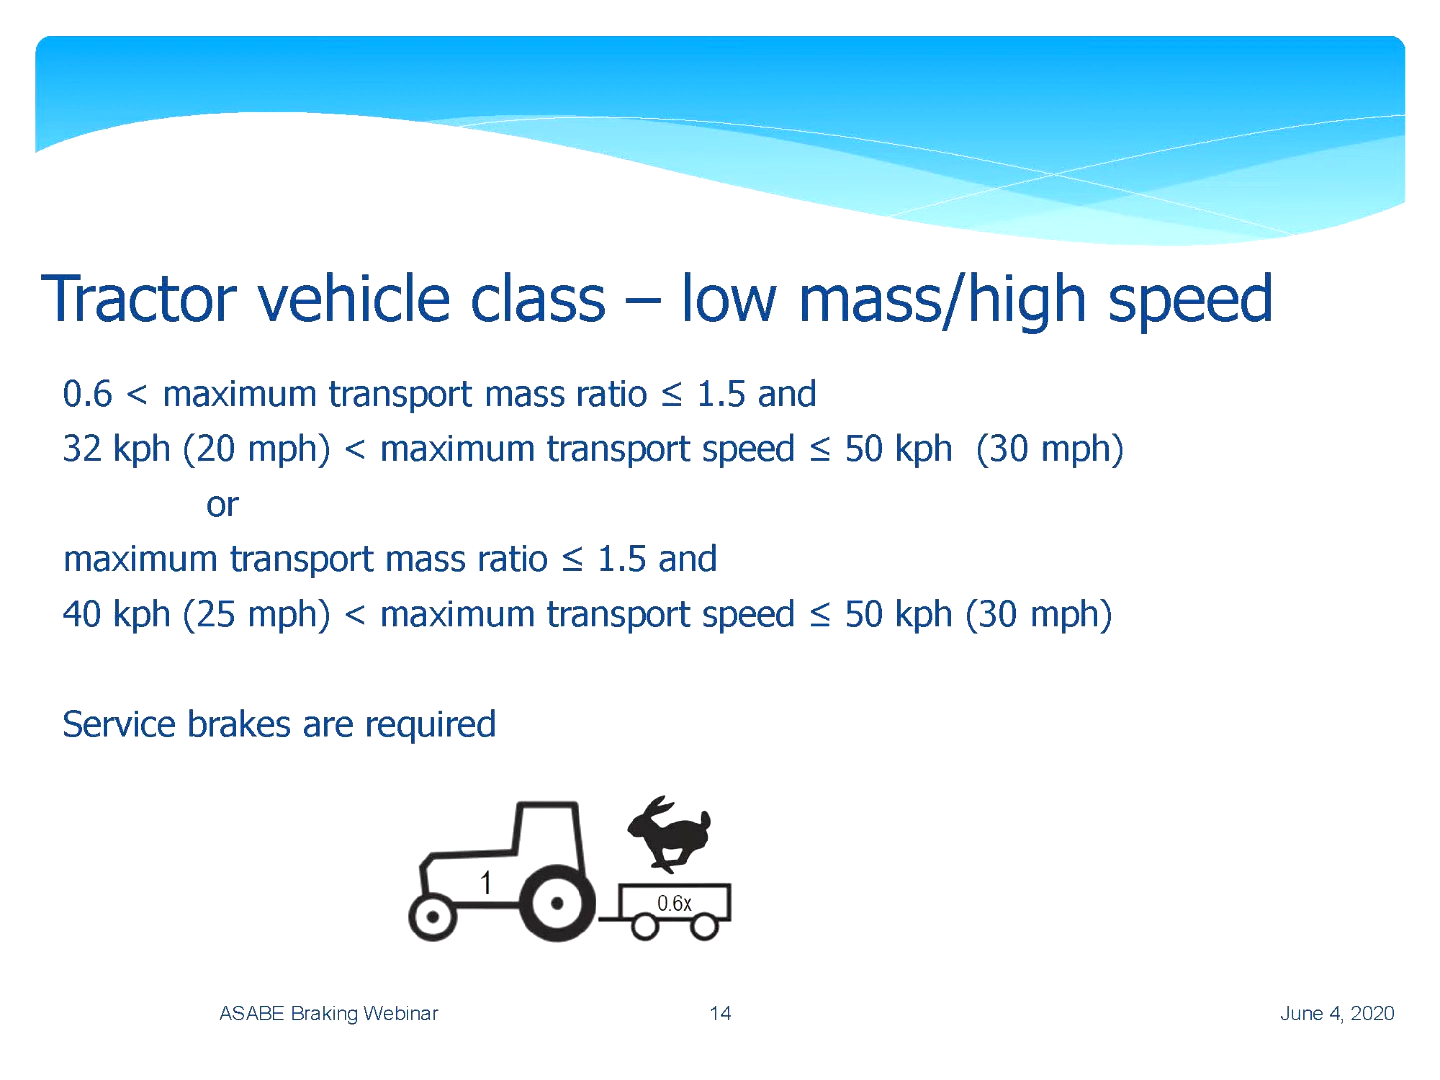 Tractor vehicle class – low mass/high speed
0.6 < maximum transport mass ratio ≤ 1.5 and
32 kph (20 mph) < maximum transport speed ≤ 50 kph (30 mph)
or
maximum transport mass ratio ≤ 1.5 and
40 kph (25 mph) < maximum transport speed ≤ 50 kph (30 mph)
Service brakes are required
1
0.6x
ASABE Braking Webinar 14 June 4, 2020